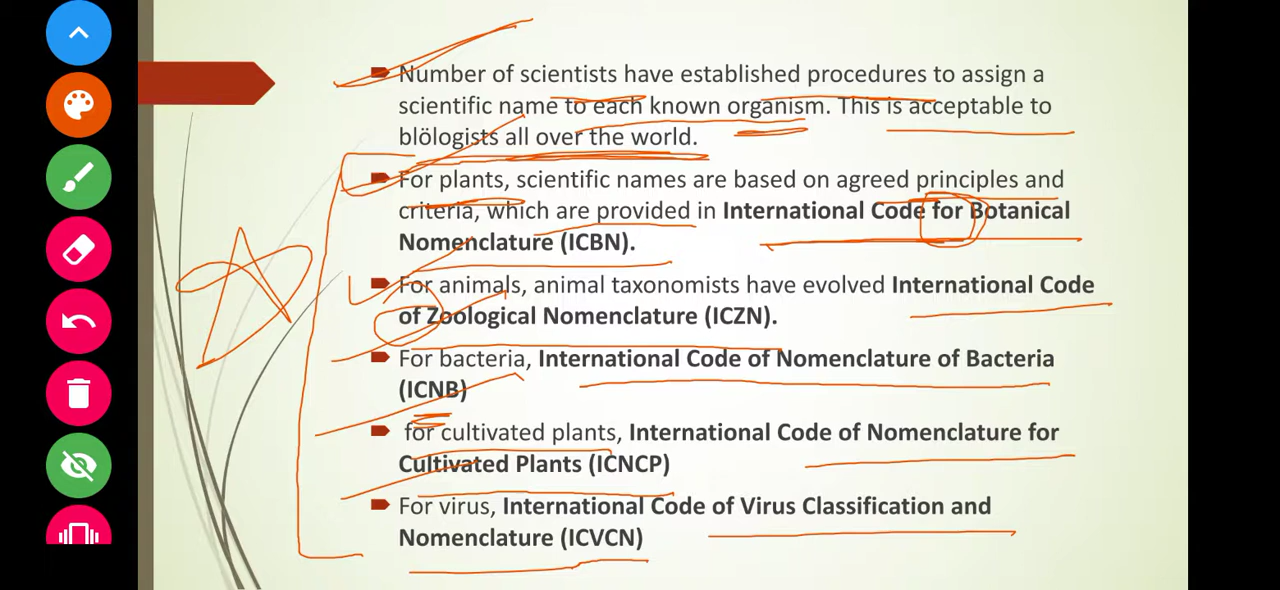 Number of scientists have established procedures to assign a
scientific name to each known organism. This is acceptable to
blölogists all over the world.
For plants, scientific names are based on agreed principles and
criteria, which are provided in International Code for Botanical
Nomenclature (ICBN).
For animals, animal taxonomists have evolved International Code
of Zoological Nomenclature (ICZN).
For bacteria, International Code of Nomenclature of Bacteria
(ICNB)
for cultivated plants, International Code of Nomenclature for
Cultivated Plants (ICNCP)
For virus, International Code of Virus Classification and
Nomenclature (ICVCN)